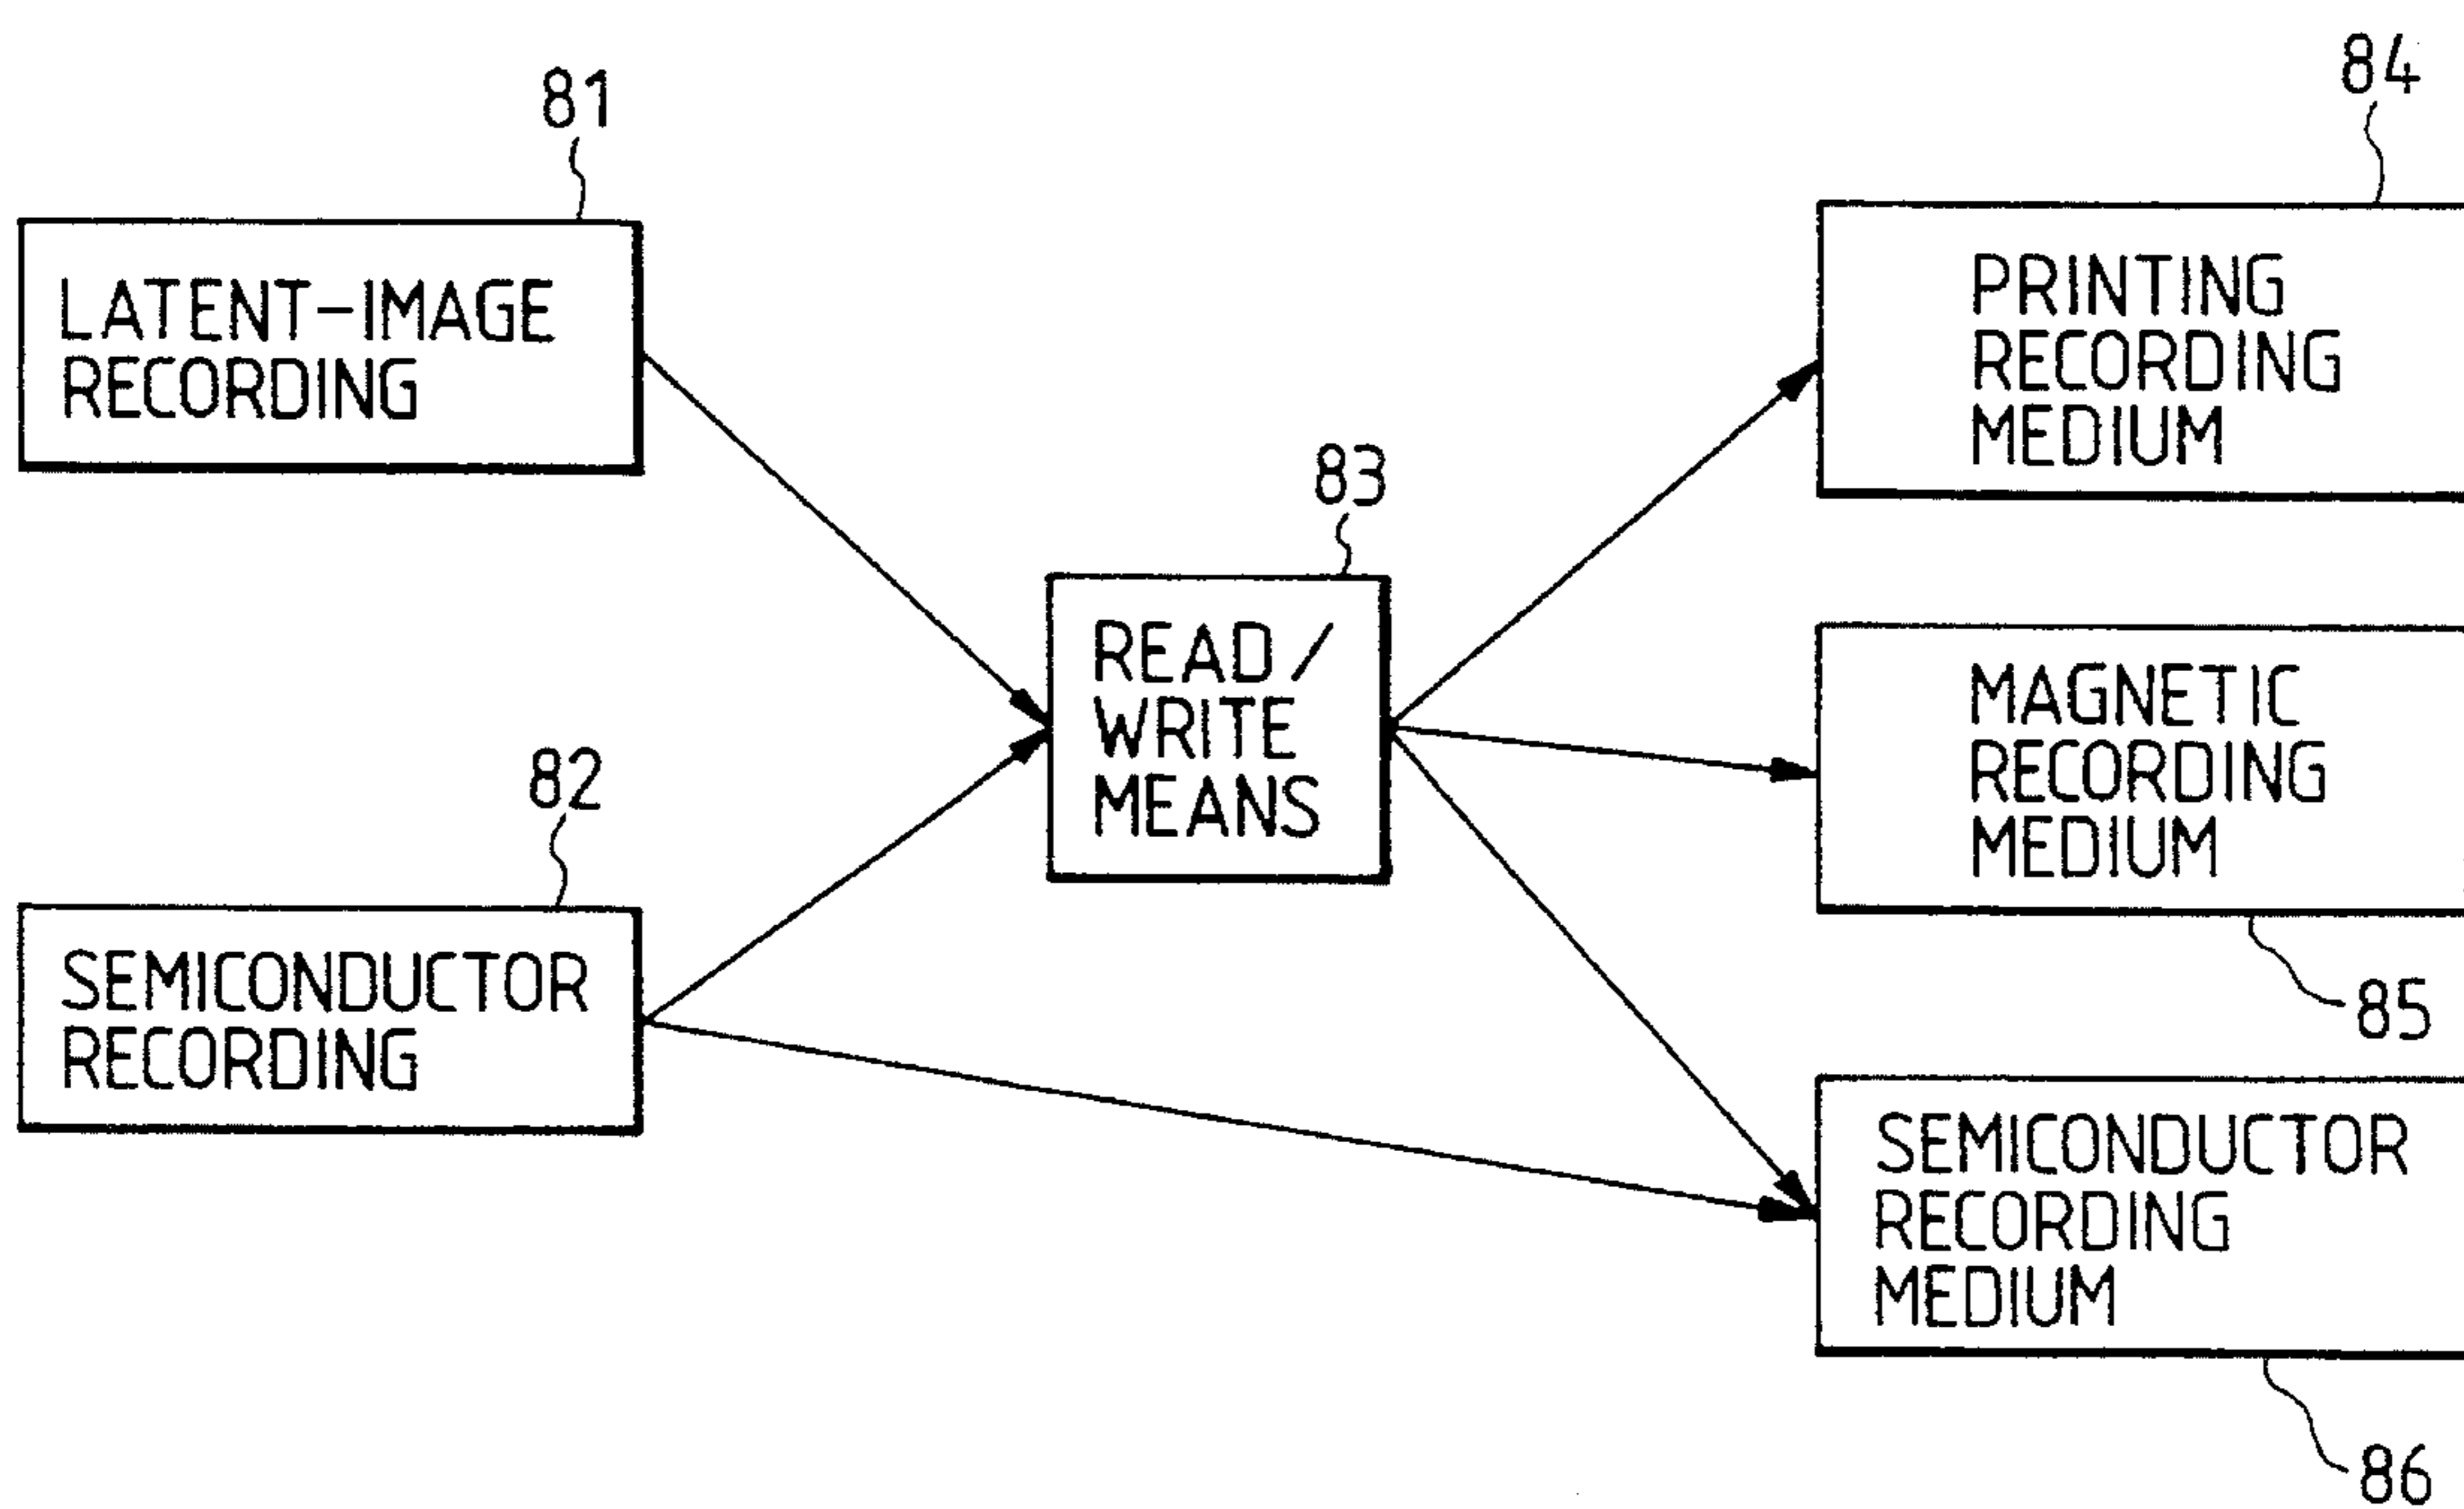 81
LATENT-IMAGE
RECORDING
82
SEMICONDUCTOR
RECORDING
83
READ/
WRITE
MEANS
84
PRINTING
RECORDING
MEDIUM
MAGNETIC
RECORDING
MEDIUM
85
SEMICONDUCTOR
RECORDING
MEDIUM
86